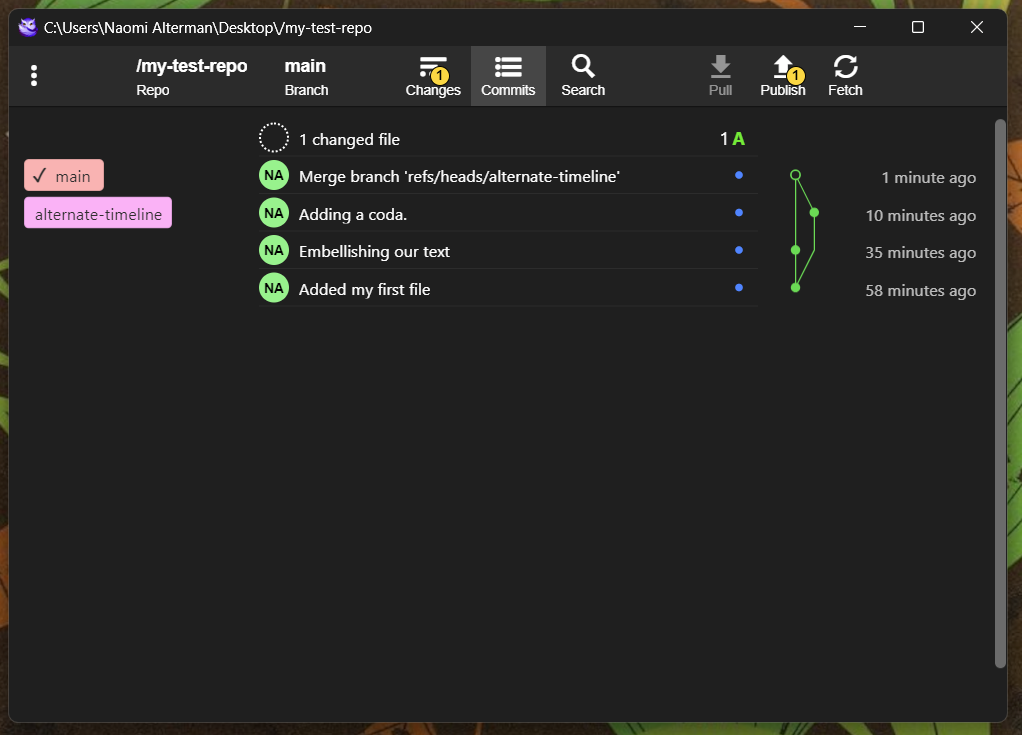 C:\Users\Naomi Alterman\Desktop\/my-test-repo
/my-test-repo
Repo
main
Branch
1
Changes
Commits
Search
Pull
1
Publish
Fetch
1 changed file
1 A
✓ main
NA
Merge branch 'refs/heads/alternate-timeline'
1 minute ago
alternate-timeline
NA
Adding a coda.
10 minutes ago
NA
Embellishing our text
35 minutes ago
NA
Added my first file
58 minutes ago